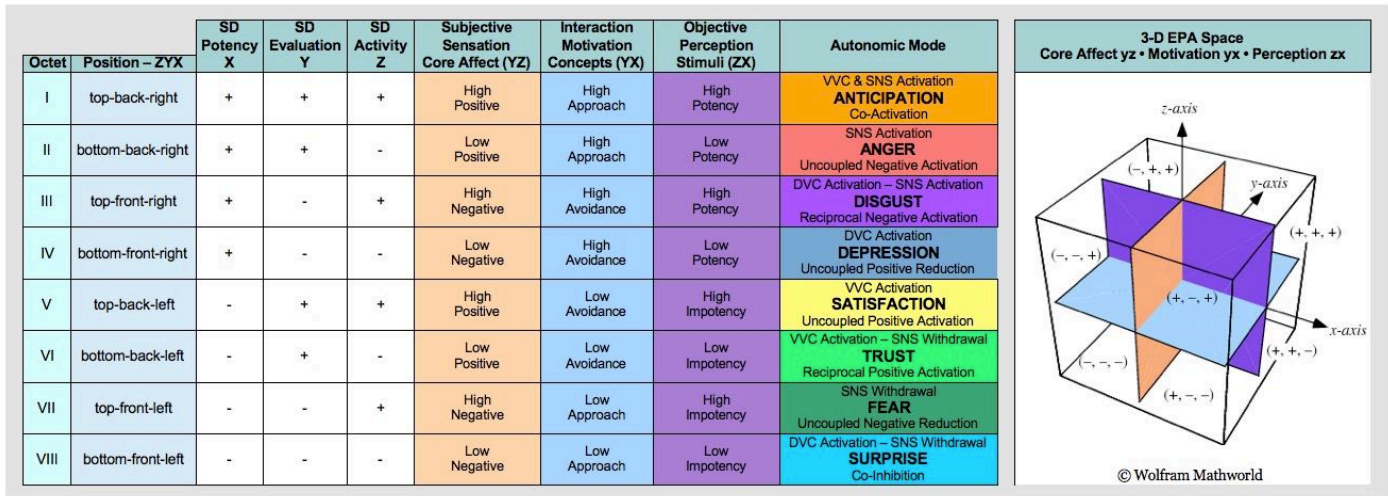 Octet Position – ZYX SD Potency X SD Evaluation Y SD Activity Z Subjective Sensation Core Affect (YZ) Interaction Motivation Concepts (YX) Objective Perception Stimuli (ZX) Autonomic Mode
I top-back-right + + + High Positive High Approach High Potency VVC & SNS Activation ANTICIPATION Co-Activation
II bottom-back-right + + - Low Positive High Approach Low Potency SNS Activation ANGER Uncoupled Negative Activation
III top-front-right + - + High Negative High Avoidance High Potency DVC Activation – SNS Activation DISGUST Reciprocal Negative Activation
IV bottom-front-right + - - Low Negative High Avoidance Low Potency DVC Activation DEPRESSION Uncoupled Positive Reduction
V top-back-left - + + High Positive Low Avoidance High Impotency VVC Activation SATISFACTION Uncoupled Positive Activation
VI bottom-back-left - + - Low Positive Low Avoidance Low Impotency VVC Activation – SNS Withdrawal TRUST Reciprocal Positive Activation
VII top-front-left - - + High Negative Low Approach High Impotency SNS Withdrawal FEAR Uncoupled Negative Reduction
VIII bottom-front-left - - - Low Negative Low Approach Low Impotency DVC Activation – SNS Withdrawal SURPRISE Co-Inhibition
3-D EPA Space
Core Affect yz • Motivation yx • Perception zx
z-axis
(-, +, +)
y-axis
(+, +, +)
(-, -, +)
(+, -, +)
x-axis
(+, +, -)
(-, -, -)
(+, -, -)
© Wolfram Mathworld